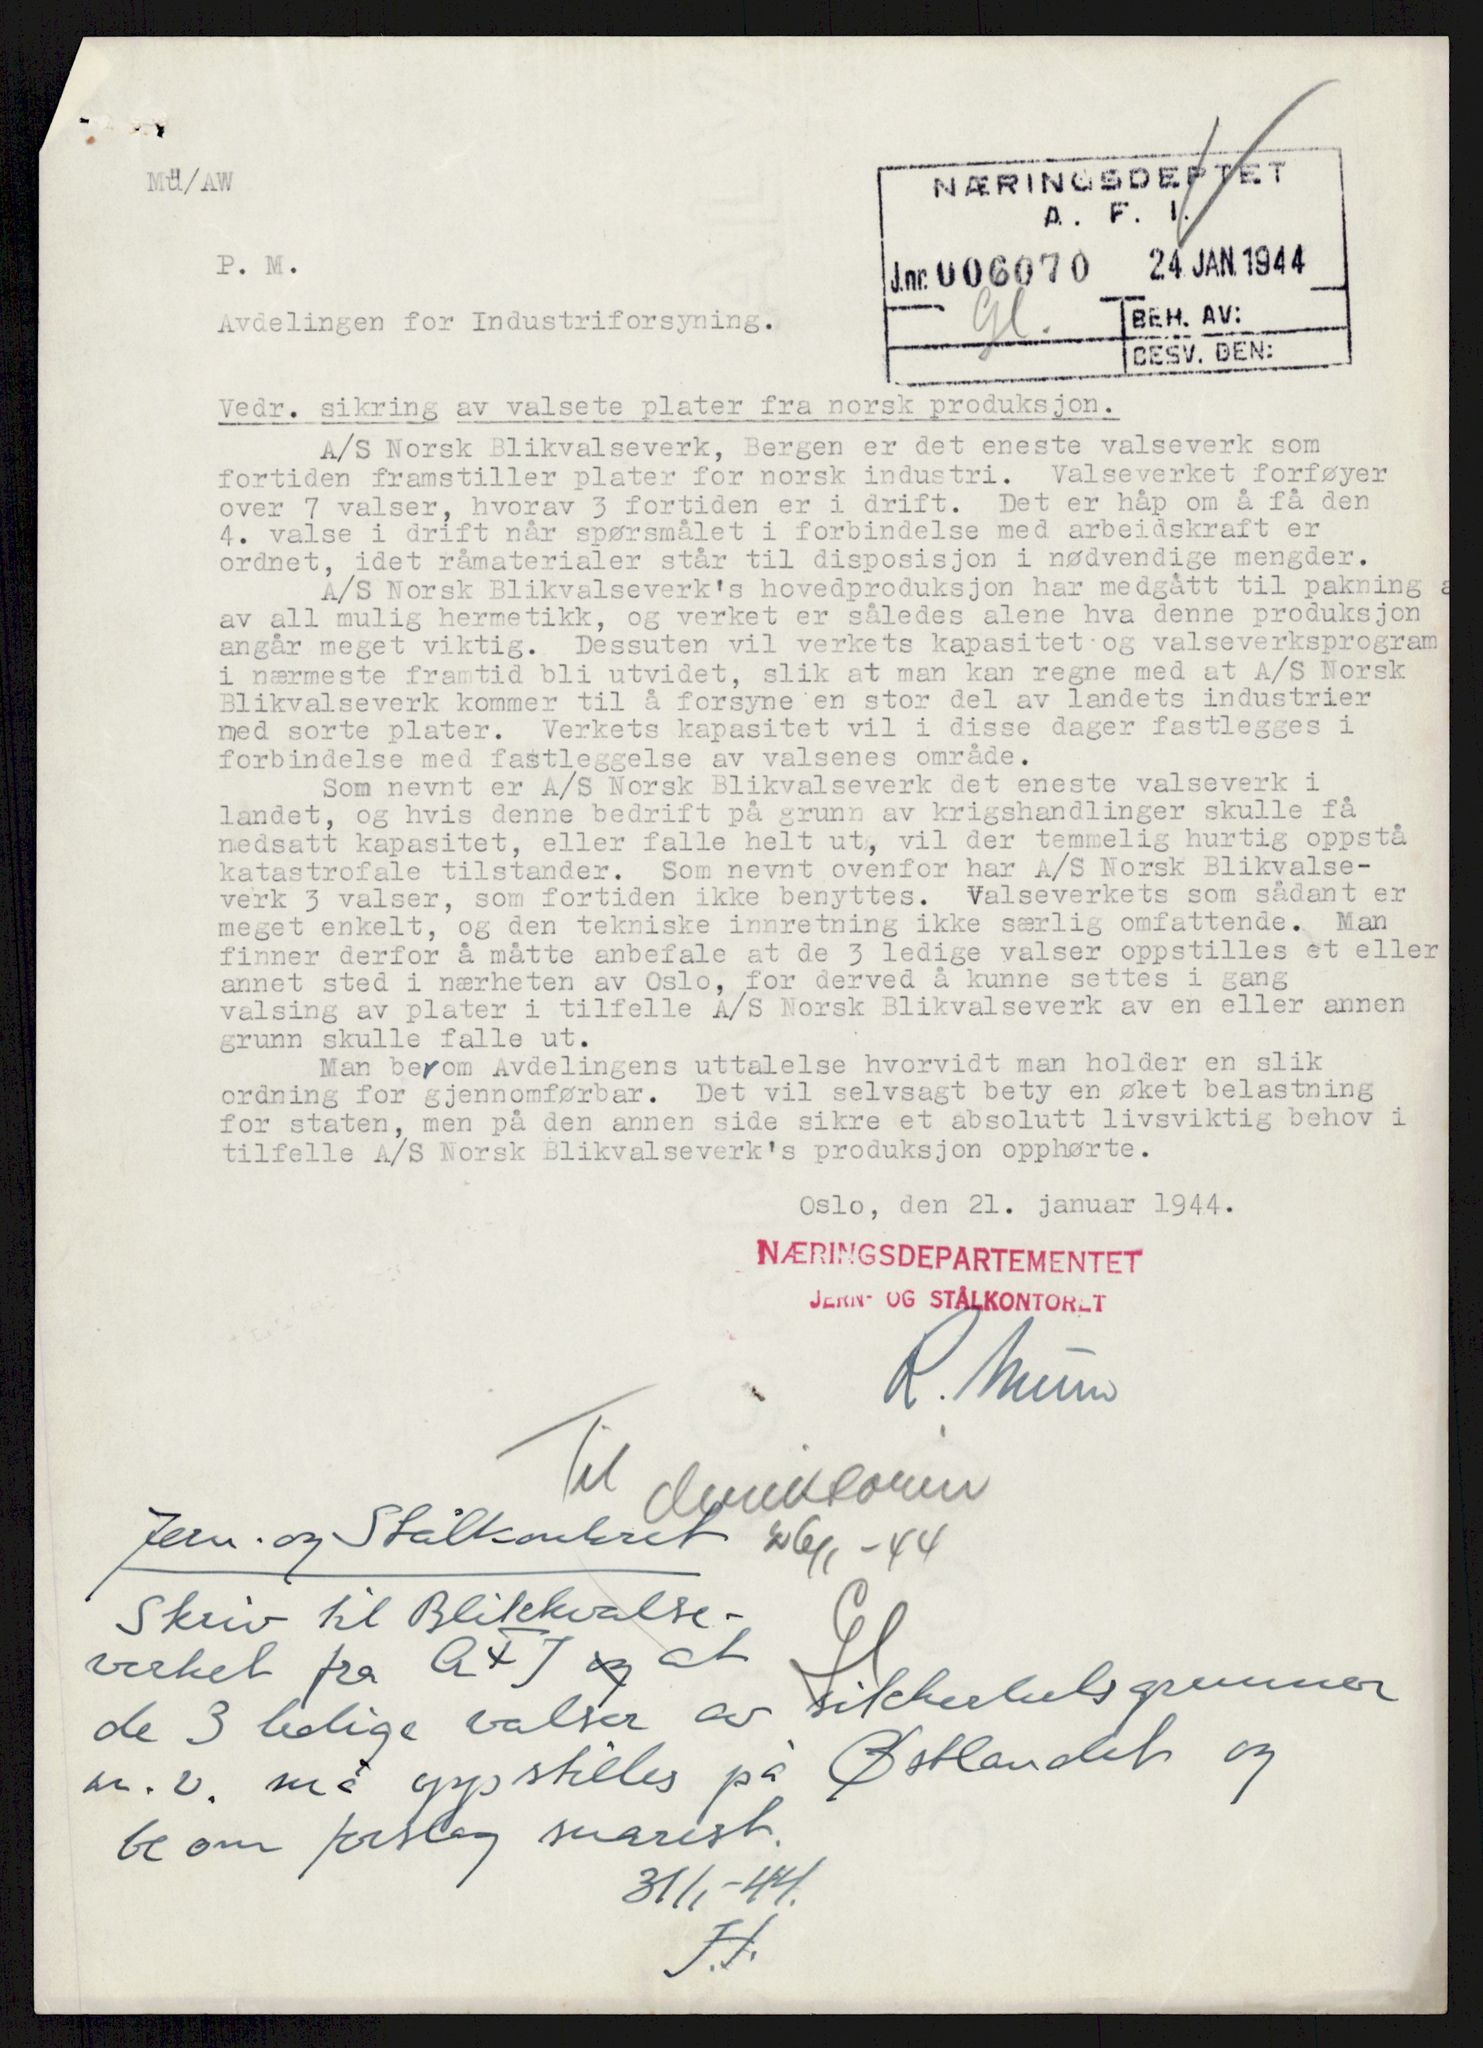 Mü/AW
NÆRINGSDEPTET
A. F. I.
J.nr. 006070 24 JAN. 1944
Gl.
BEH. AV:
BESV. DEN:
P. M.
Avdelingen for Industriforsyning.
Vedr. sikring av valsete plater fra norsk produksjon.
A/S Norsk Blikvalseverk, Bergen er det eneste valseverk som
fortiden framstiller plater for norsk industri. Valseverket forføyer
over 7 valser, hvorav 3 fortiden er i drift. Det er håp om å få den
4. valse i drift når spørsmålet i forbindelse med arbeidskraft er
ordnet, idet råmaterialer står til disposisjon i nødvendige mengder.
A/S Norsk Blikvalseverk's hovedproduksjon har medgått til pakning a
av all mulig hermetikk, og verket er således alene hva denne produksjon
angår meget viktig. Dessuten vil verkets kapasitet og valseverksprogram
i nærmeste framtid bli utvidet, slik at man kan regne med at A/S Norsk
Blikvalseverk kommer til å forsyne en stor del av landets industrier
med sorte plater. Verkets kapasitet vil i disse dager fastlegges i
forbindelse med fastleggelse av valsenes område.
Som nevnt er A/S Norsk Blikvalseverk det eneste valseverk i
landet, og hvis denne bedrift på grunn av krigshandlinger skulle få
nedsatt kapasitet, eller falle helt ut, vil der temmelig hurtig oppstå
katastrofale tilstander. Som nevnt ovenfor har A/S Norsk Blikvalse-
verk 3 valser, som fortiden ikke benyttes. Valseverkets som sådant er
meget enkelt, og den tekniske innretning ikke særlig omfattende. Man
finner derfor å måtte anbefale at de 3 ledige valser oppstilles et eller
annet sted i nærheten av Oslo, for derved å kunne settes i gang
valsing av plater i tilfelle A/S Norsk Blikvalseverk av en eller annen
grunn skulle falle ut.
Man ber om Avdelingens uttalelse hvorvidt man holder en slik
ordning for gjennomførbar. Det vil selvsagt bety en øket belastning
for staten, men på den annen side sikre et absolutt livsviktig behov i
tilfelle A/S Norsk Blikvalseverk's produksjon opphørte.
Oslo, den 21. januar 1944.
NÆRINGSDEPARTEMENTET
JERN- OG STÅLKONTORET
R.
Til direktøren
26/1-44
Gl
Jern- og Stålkontoret
Skriv til Blikkvalse-
verket fra AFI at
de 3 ledige valser av sikkerhetsgrunner
m.v. må oppstilles på Østlandet og
be om forslag snarest.
31/1-44.